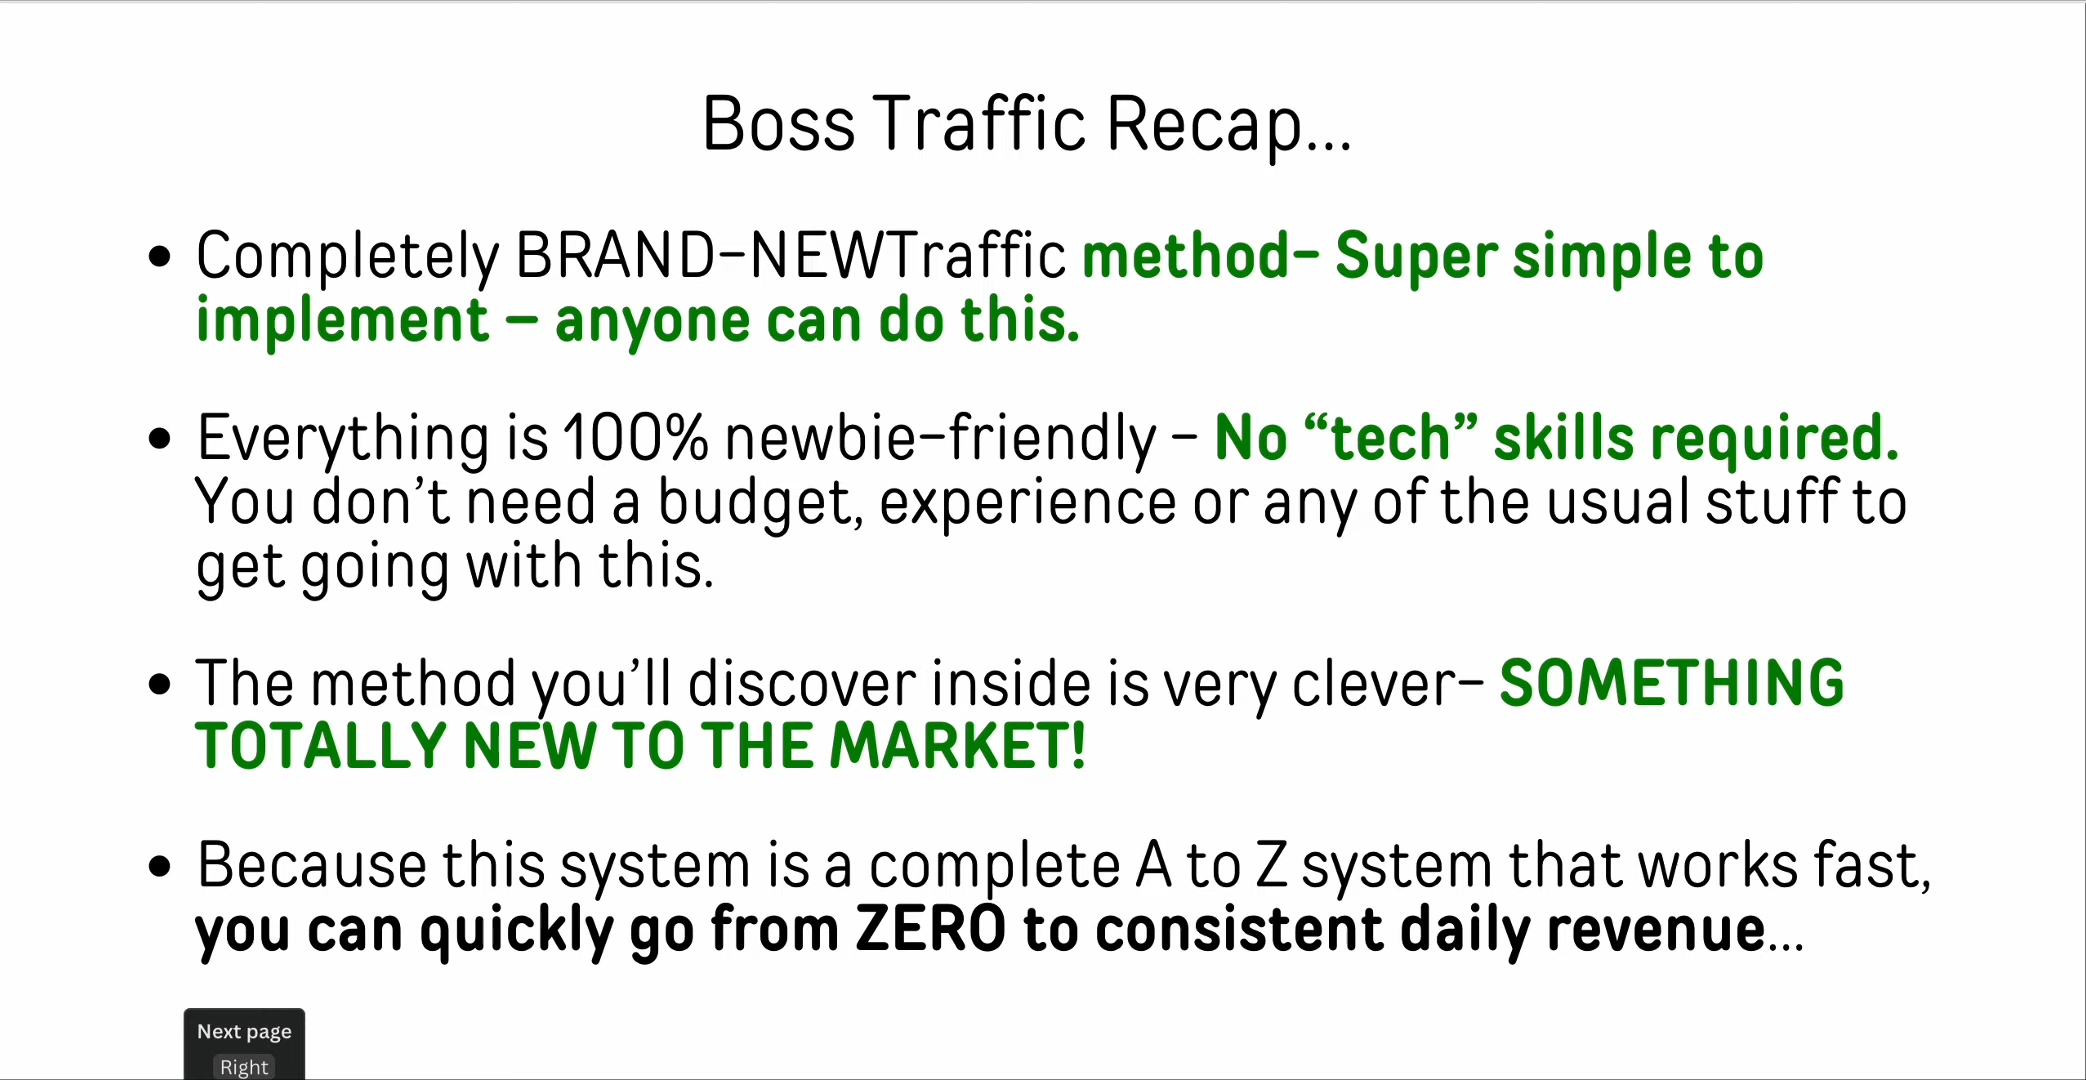 Boss Traffic Recap...
• Completely BRAND-NEWTraffic method- Super simple to
implement – anyone can do this.
• Everything is 100% newbie-friendly - No “tech” skills required.
You don’t need a budget, experience or any of the usual stuff to
get going with this.
• The method you’ll discover inside is very clever- SOMETHING
TOTALLY NEW TO THE MARKET!
• Because this system is a complete A to Z system that works fast,
you can quickly go from ZERO to consistent daily revenue...
Next page
Right